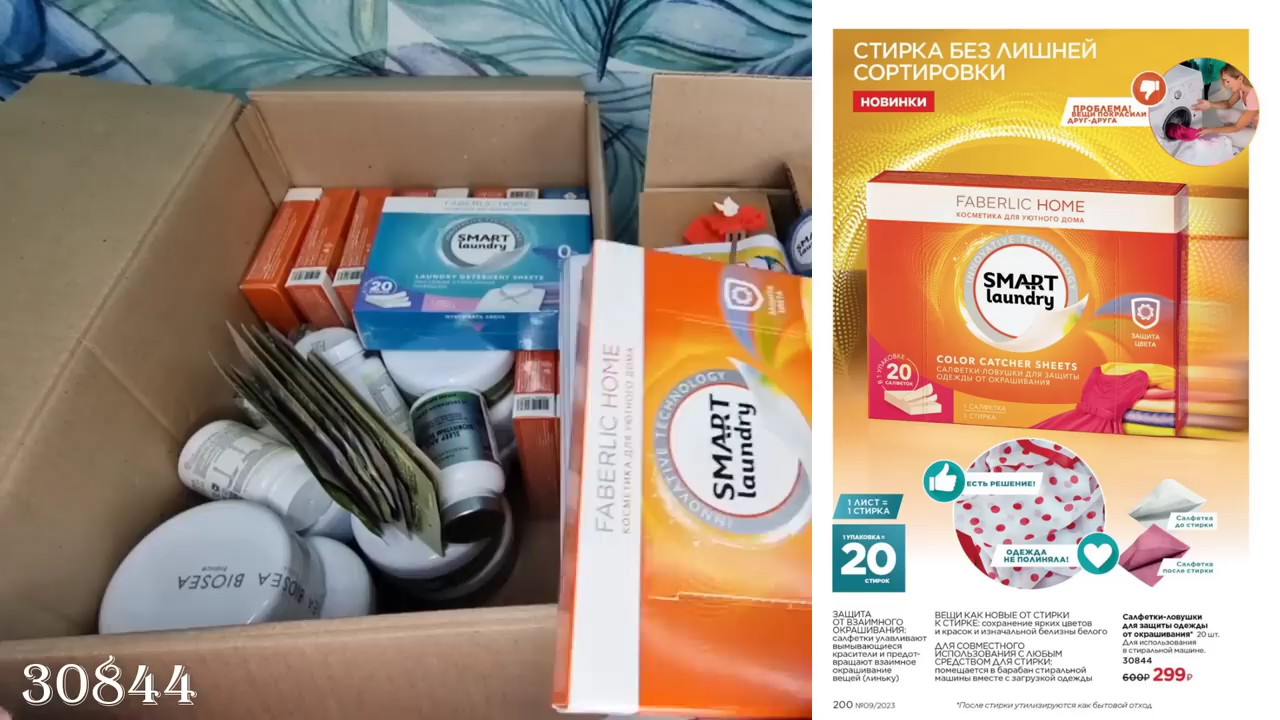 FABERLIC HOME
SMART
laundry
LAUNDRY DETERGENT SHEETS
20
SLEEP
BIOSEA
BIOSEA
FABERLIC HOME
КОСМЕТИКА ДЛЯ УЮТНОГО ДОМА
INNOVATIVE TECHNOLOGY
SMART
laundry
ЗАЩИТА
ЦВЕТА
30844
СТИРКА БЕЗ ЛИШНЕЙ
СОРТИРОВКИ
НОВИНКИ
ПРОБЛЕМА!
ВЕЩИ ПОКРАСИЛИ
ДРУГ-ДРУГА
FABERLIC HOME
КОСМЕТИКА ДЛЯ УЮТНОГО ДОМА
INNOVATIVE TECHNOLOGY
SMART
laundry
ЗАЩИТА
ЦВЕТА
В 1 УПАКОВКЕ
20
САЛФЕТОК
COLOR CATCHER SHEETS
САЛФЕТКИ-ЛОВУШКИ ДЛЯ ЗАЩИТЫ
ОДЕЖДЫ ОТ ОКРАШИВАНИЯ
1 САЛФЕТКА
1 СТИРКА
ЕСТЬ РЕШЕНИЕ!
ОДЕЖДА
НЕ ПОЛИНЯЛА!
Салфетка
до стирки
Салфетка
после стирки
1 ЛИСТ =
1 СТИРКА
1 УПАКОВКА =
20
СТИРОК
ЗАЩИТА
ОТ ВЗАИМНОГО
ОКРАШИВАНИЯ:
салфетки улавливают
вымывающиеся
красители и предот-
вращают взаимное
окрашивание
вещей (линьку)
ВЕЩИ КАК НОВЫЕ ОТ СТИРКИ
К СТИРКЕ: сохранение ярких цветов
и красок и изначальной белизны белого
ДЛЯ СОВМЕСТНОГО
ИСПОЛЬЗОВАНИЯ С ЛЮБЫМ
СРЕДСТВОМ ДЛЯ СТИРКИ:
помещается в барабан стиральной
машины вместе с загрузкой одежды
Салфетки-ловушки
для защиты одежды
от окрашивания* 20 шт.
Для использования
в стиральной машине.
30844
600₽ 299₽
200 №09/2023
*После стирки утилизируются как бытовой отход